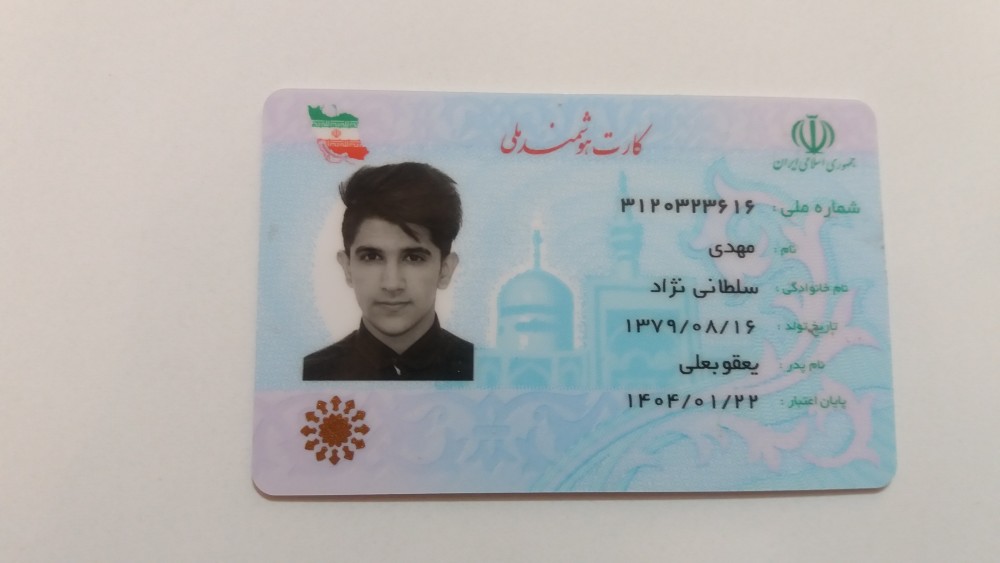 کارت هوشمند ملی
جمهوری اسلامی ایران
شماره ملی: ۳۱۲۰۳۲۳۶۱۶
نام: مهدی
نام خانوادگی: سلطانی نژاد
تاریخ تولد: ۱۳۷۹/۰۸/۱۶
نام پدر: یعقوبعلی
پایان اعتبار: ۱۴۰۴/۰۱/۲۲